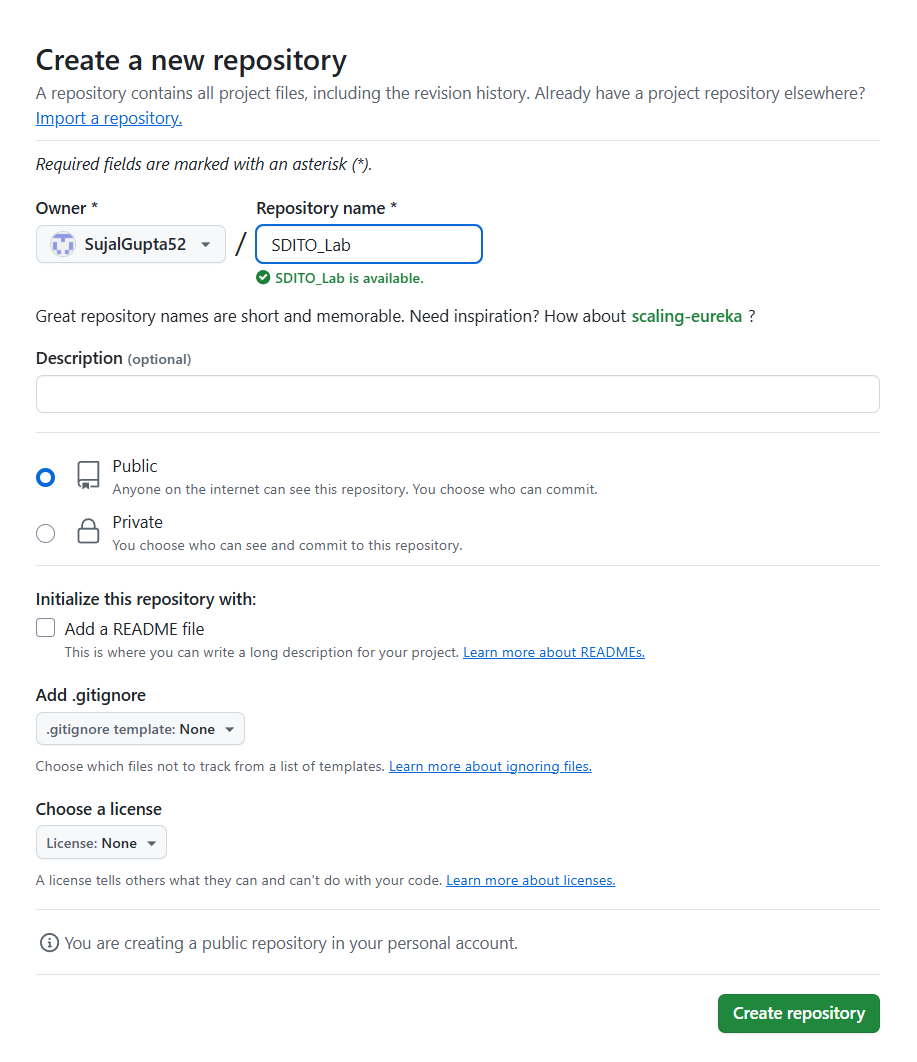 Create a new repository
A repository contains all project files, including the revision history. Already have a project repository elsewhere?
Import a repository.
Required fields are marked with an asterisk (*).
Owner *
Repository name *
SujalGupta52
/
SDITO_Lab
SDITO_Lab is available.
Great repository names are short and memorable. Need inspiration? How about scaling-eureka ?
Description (optional)
Public
Anyone on the internet can see this repository. You choose who can commit.
Private
You choose who can see and commit to this repository.
Initialize this repository with:
Add a README file
This is where you can write a long description for your project. Learn more about READMEs.
Add .gitignore
.gitignore template: None
Choose which files not to track from a list of templates. Learn more about ignoring files.
Choose a license
License: None
A license tells others what they can and can't do with your code. Learn more about licenses.
You are creating a public repository in your personal account.
Create repository